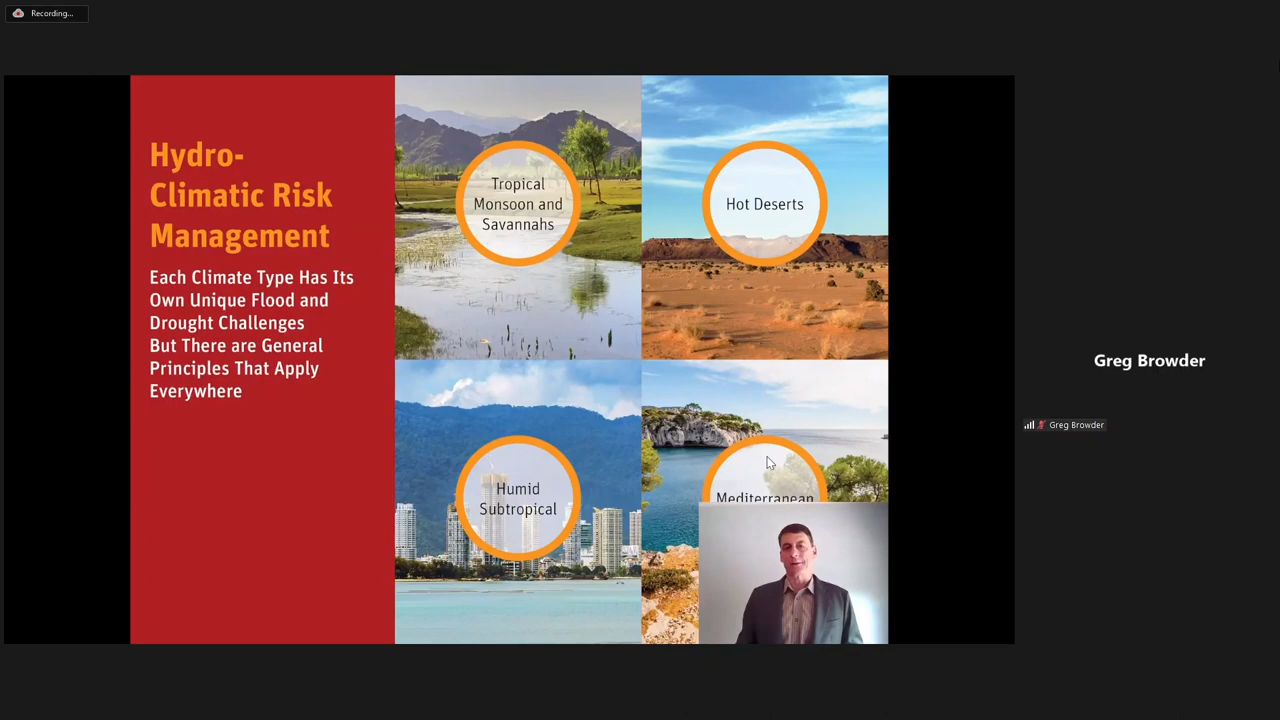 Recording...
Hydro-
Climatic Risk
Management
Each Climate Type Has Its
Own Unique Flood and
Drought Challenges
But There are General
Principles That Apply
Everywhere
Tropical
Monsoon and
Savannahs
Hot Deserts
Humid
Subtropical
Mediterranean
Greg Browder
Greg Browder